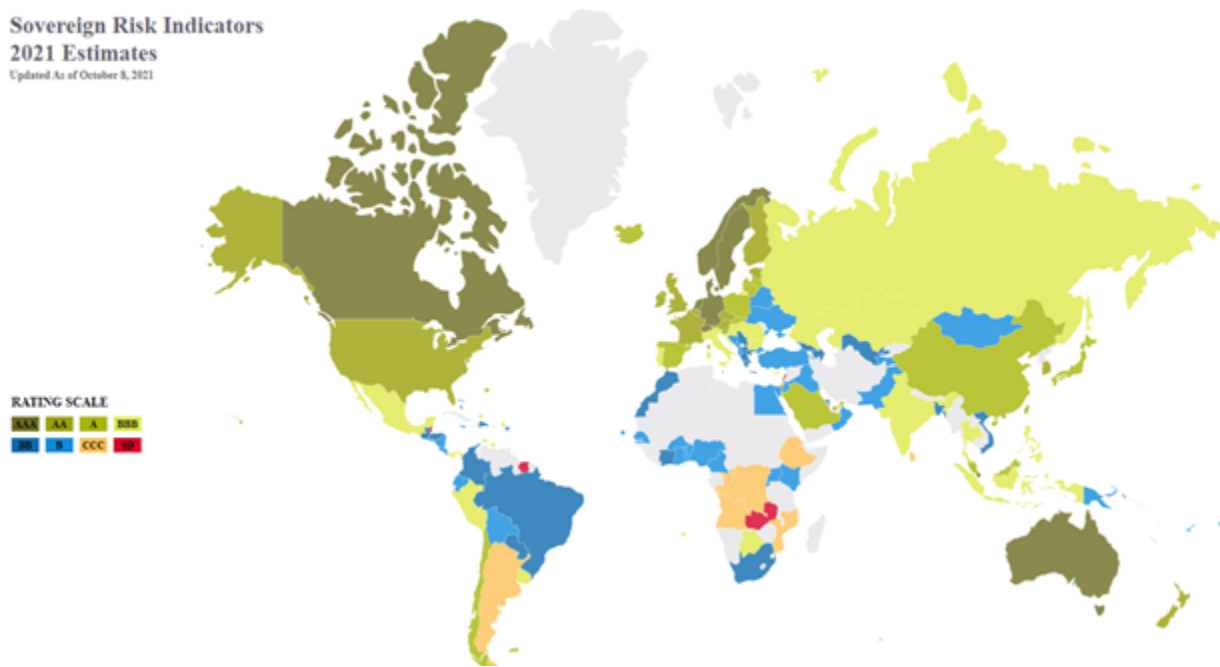 Sovereign Risk Indicators
2021 Estimates
Updated As of October 8, 2021
RATING SCALE
AAA AA A BBB
BB B CCC SD